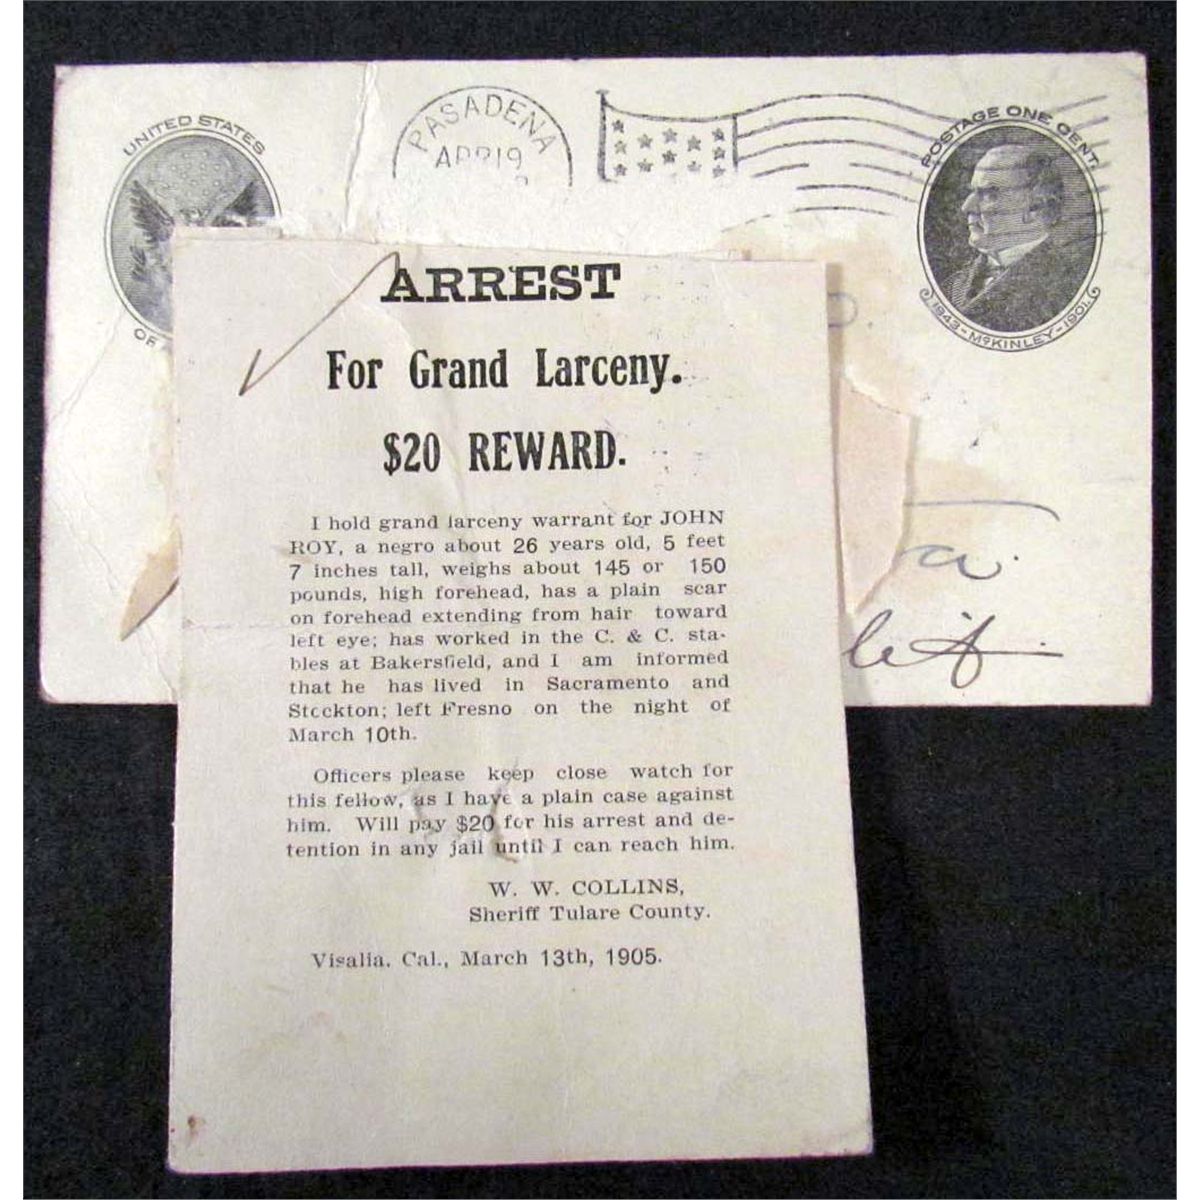 UNITED STATES
OF
PASADENA
APR 19
POSTAGE ONE CENT.
1843-McKINLEY-1901.
a.
ARREST
For Grand Larceny.
$20 REWARD.
I hold grand larceny warrant for JOHN
ROY, a negro about 26 years old, 5 feet
7 inches tall, weighs about 145 or 150
pounds, high forehead, has a plain scar
on forehead extending from hair toward
left eye; has worked in the C. & C. sta-
bles at Bakersfield, and I am informed
that he has lived in Sacramento and
Stockton; left Fresno on the night of
March 10th.
Officers please keep close watch for
this fellow, as I have a plain case against
him. Will pay $20 for his arrest and de-
tention in any jail until I can reach him.
W. W. COLLINS,
Sheriff Tulare County.
Visalia, Cal., March 13th, 1905.